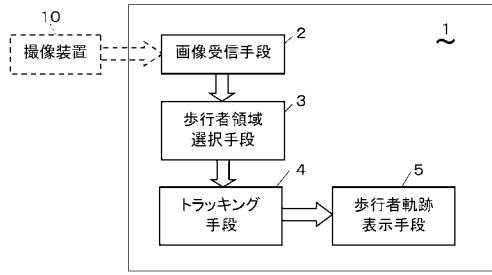 10
撮像装置
2
画像受信手段
1
~
3
歩行者領域
選択手段
4
トラッキング
手段
5
歩行者軌跡
表示手段